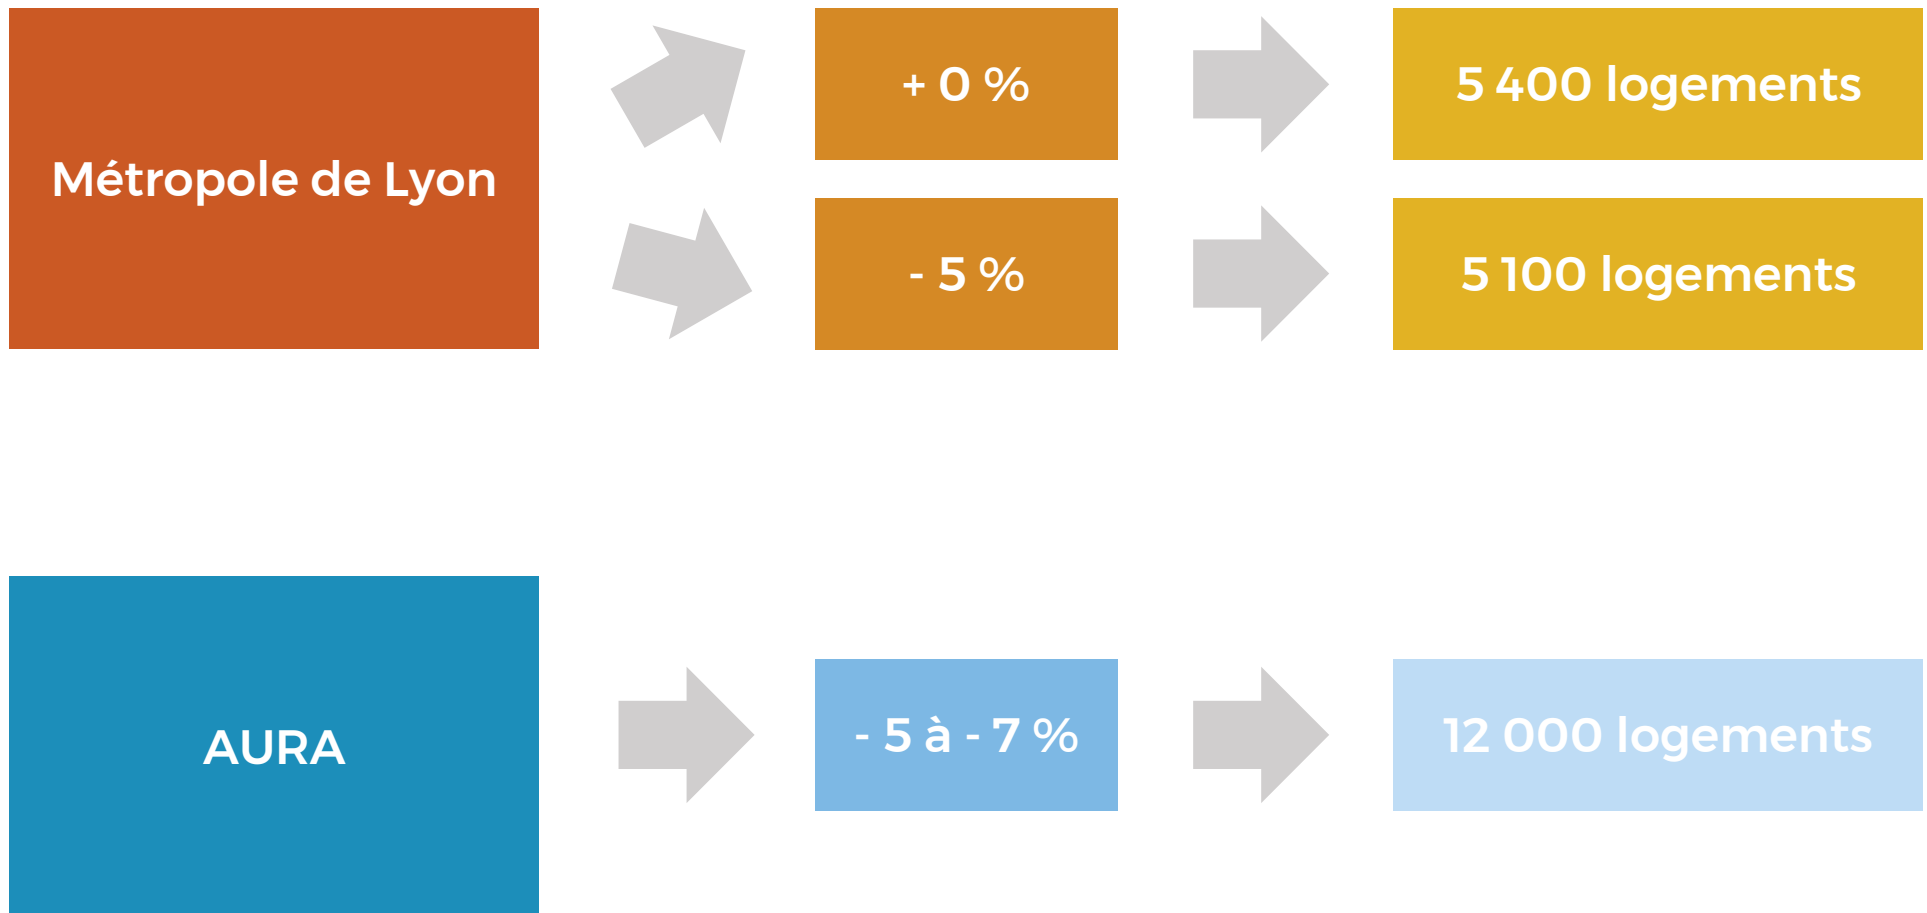 Métropole de Lyon
+ 0 %
5 400 logements
- 5 %
5 100 logements
AURA
- 5 à - 7 %
12 000 logements